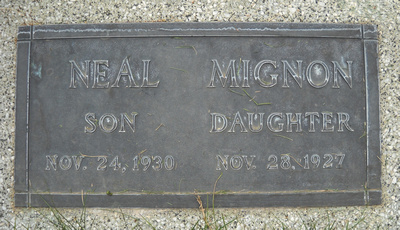 NEAL MIGNON
SON DAUGHTER
NOV. 24, 1930 NOV. 28, 1927